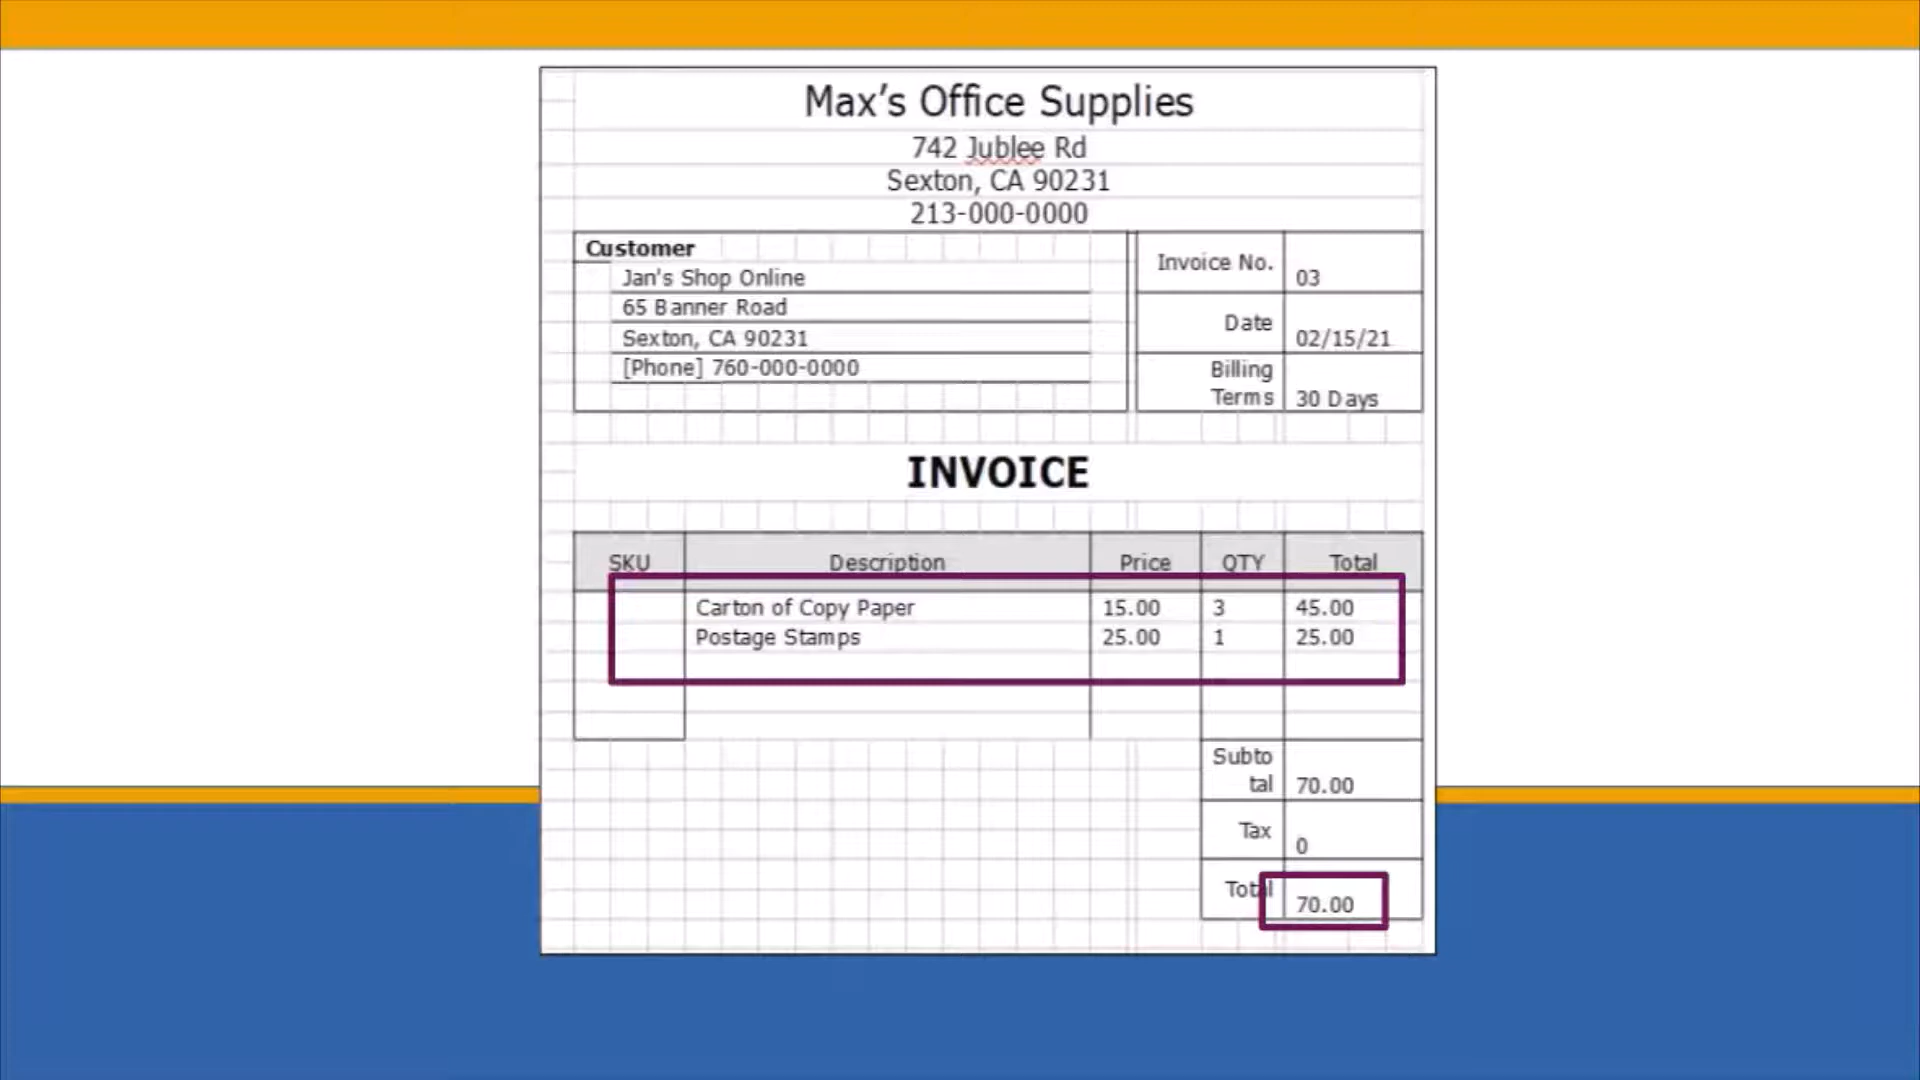 Max's Office Supplies
742 Jublee Rd
Sexton, CA 90231
213-000-0000
Customer
Jan's Shop Online
65 Banner Road
Sexton, CA 90231
[Phone] 760-000-0000
Invoice No. 03
Date 02/15/21
Billing Terms 30 Days
INVOICE
SKU Description Price QTY Total
Carton of Copy Paper 15.00 3 45.00
Postage Stamps 25.00 1 25.00
Subto
tal 70.00
Tax 0
Total 70.00